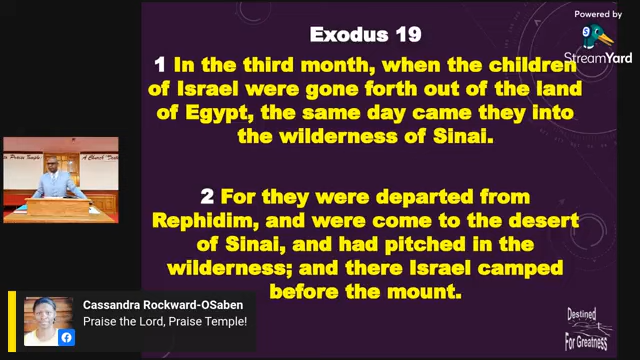 Powered by
StreamYard
Exodus 19
1 In the third month, when the children
of Israel were gone forth out of the land
of Egypt, the same day came they into
the wilderness of Sinai.
2 For they were departed from
Rephidim, and were come to the desert
of Sinai, and had pitched in the
wilderness; and there Israel camped
before the mount.
Cassandra Rockward-OSaben
Praise the Lord, Praise Temple!
Destined
For Greatness